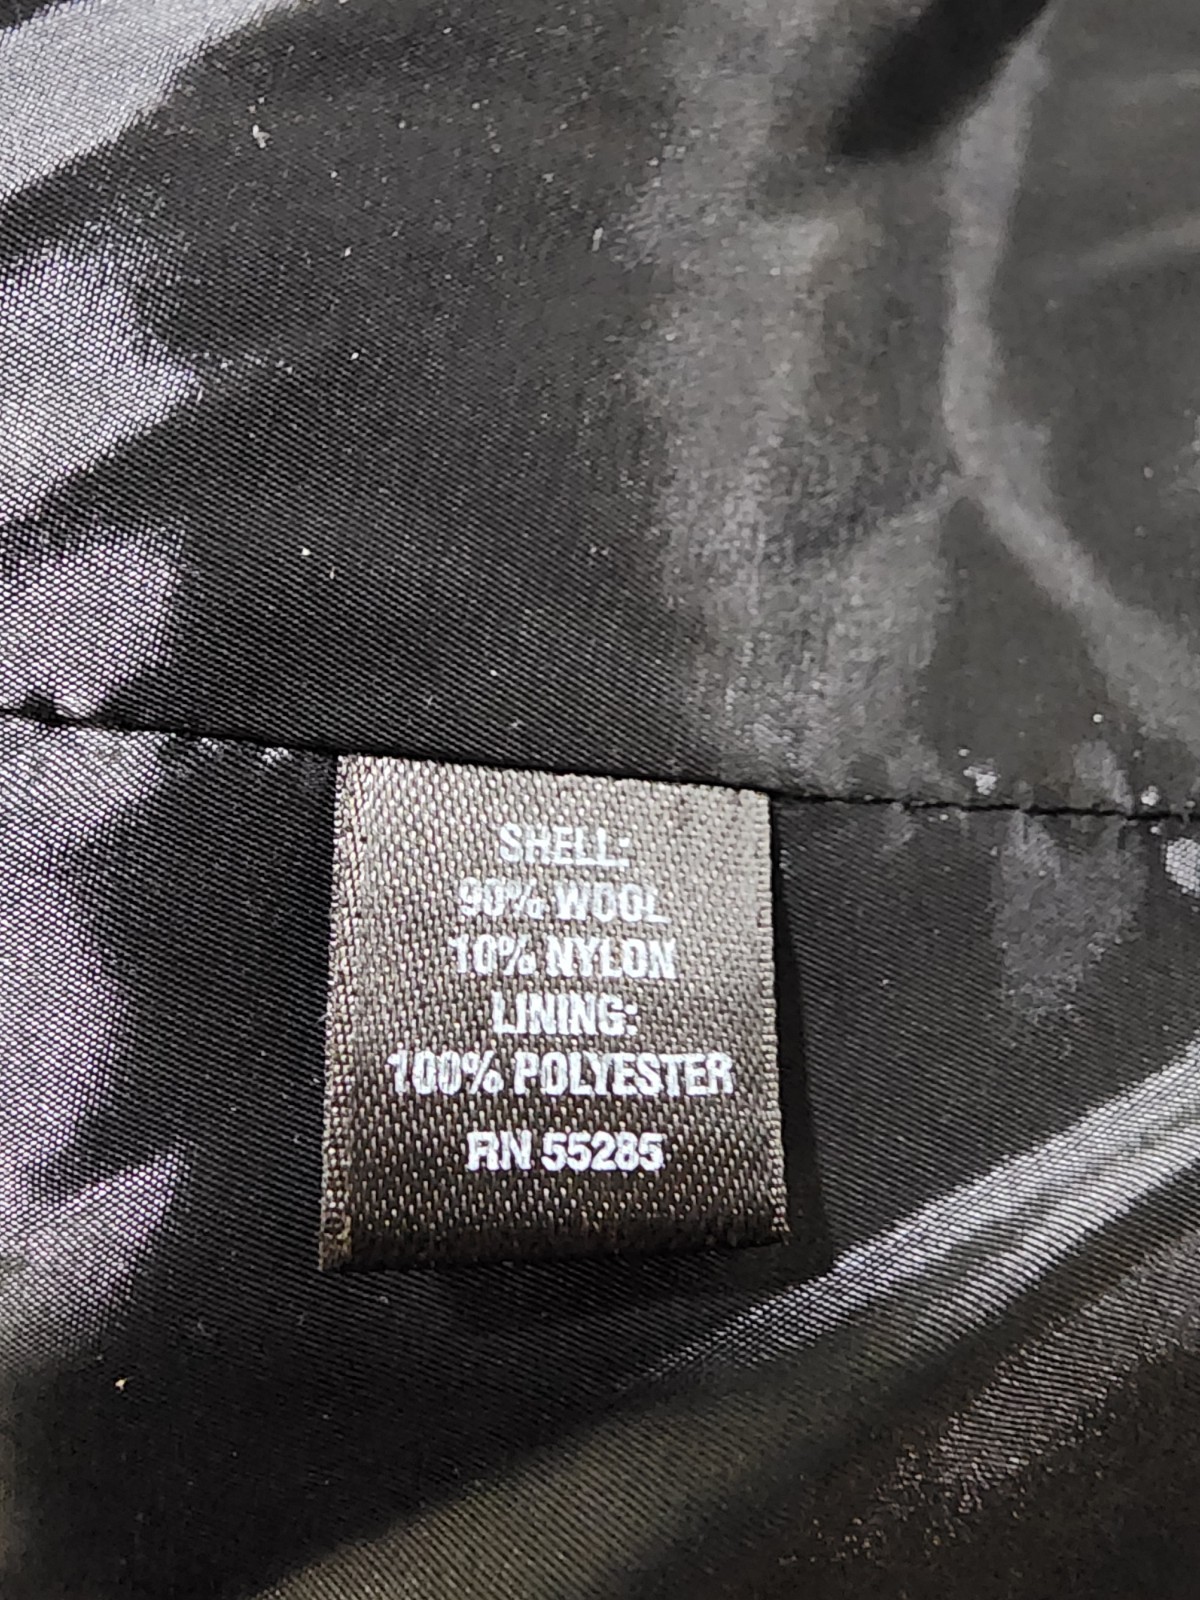 SHELL:
90% WOOL
10% NYLON
LINING:
100% POLYESTER
RN 55285